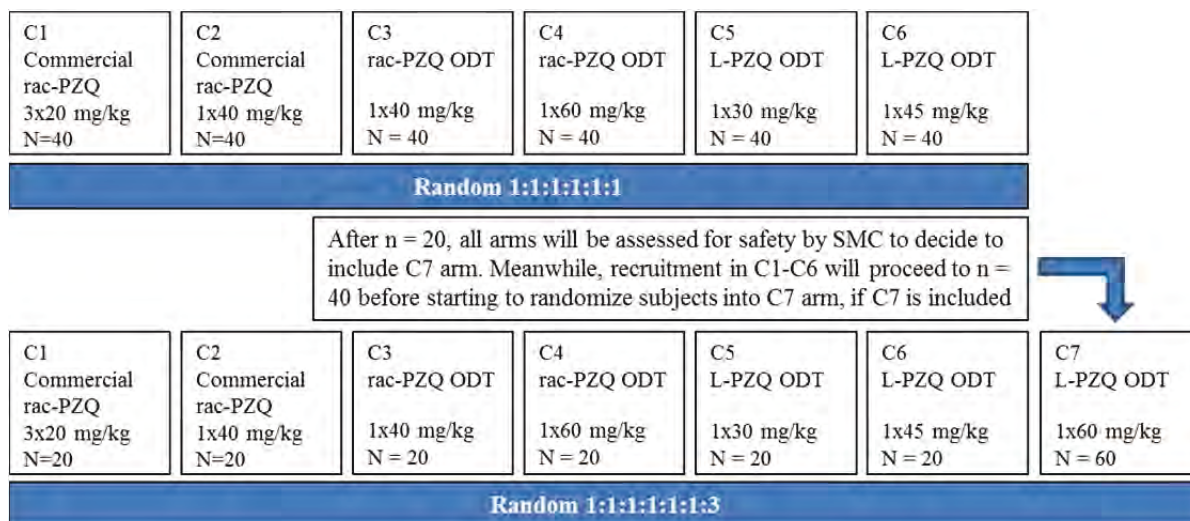 C1
Commercial
rac-PZQ
3x20 mg/kg
N=40
C2
Commercial
rac-PZQ
1x40 mg/kg
N=40
C3
rac-PZQ ODT
1x40 mg/kg
N = 40
C4
rac-PZQ ODT
1x60 mg/kg
N = 40
C5
L-PZQ ODT
1x30 mg/kg
N = 40
C6
L-PZQ ODT
1x45 mg/kg
N = 40
Random 1:1:1:1:1:1
After n = 20, all arms will be assessed for safety by SMC to decide to
include C7 arm. Meanwhile, recruitment in C1-C6 will proceed to n =
40 before starting to randomize subjects into C7 arm, if C7 is included
C1
Commercial
rac-PZQ
3x20 mg/kg
N=20
C2
Commercial
rac-PZQ
1x40 mg/kg
N=20
C3
rac-PZQ ODT
1x40 mg/kg
N = 20
C4
rac-PZQ ODT
1x60 mg/kg
N = 20
C5
L-PZQ ODT
1x30 mg/kg
N = 20
C6
L-PZQ ODT
1x45 mg/kg
N = 20
C7
L-PZQ ODT
1x60 mg/kg
N = 60
Random 1:1:1:1:1:1:3